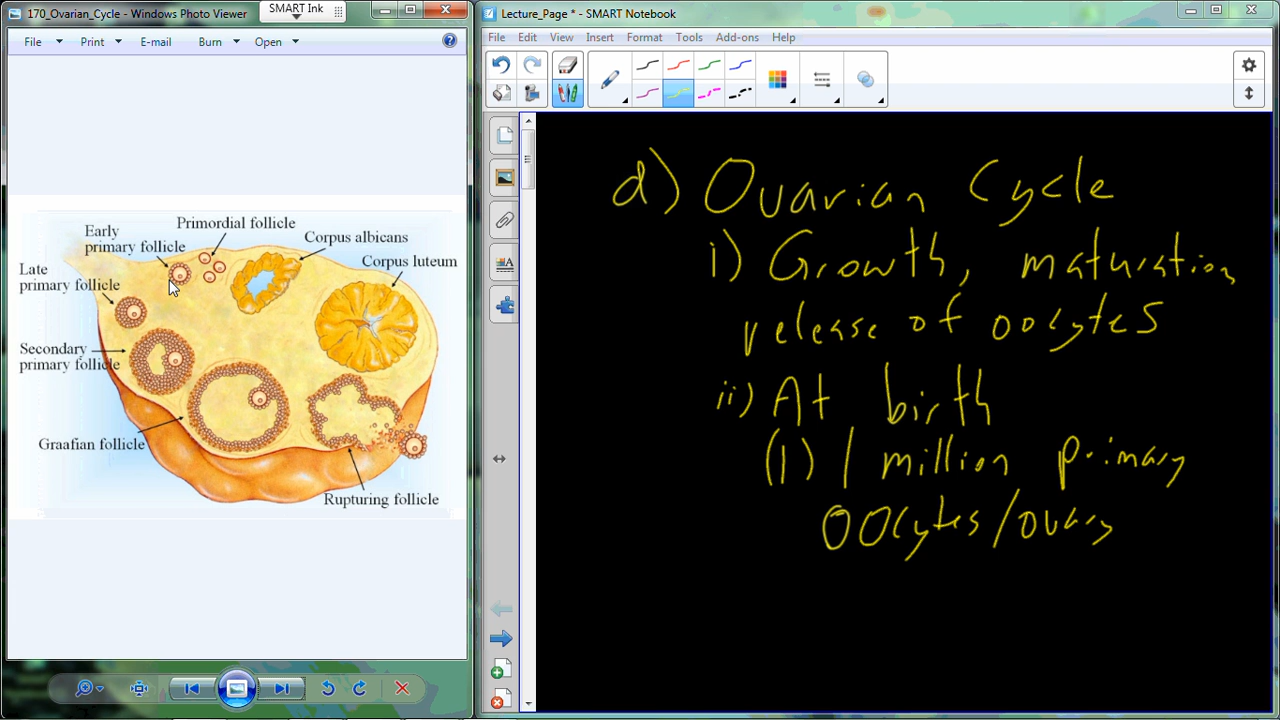 170_Ovarian_Cycle - Windows Photo Viewer
SMART Ink
File Print E-mail Burn Open
Primordial follicle
Early
primary follicle
Corpus albicans
Corpus luteum
Late
primary follicle
Secondary
primary follicle
Graafian follicle
Rupturing follicle
Lecture_Page * - SMART Notebook
File Edit View Insert Format Tools Add-ons Help
d) Ovarian Cycle
i) Growth, maturation
release of oocytes
ii) At birth
(1) 1 million primary
oocytes/ovary